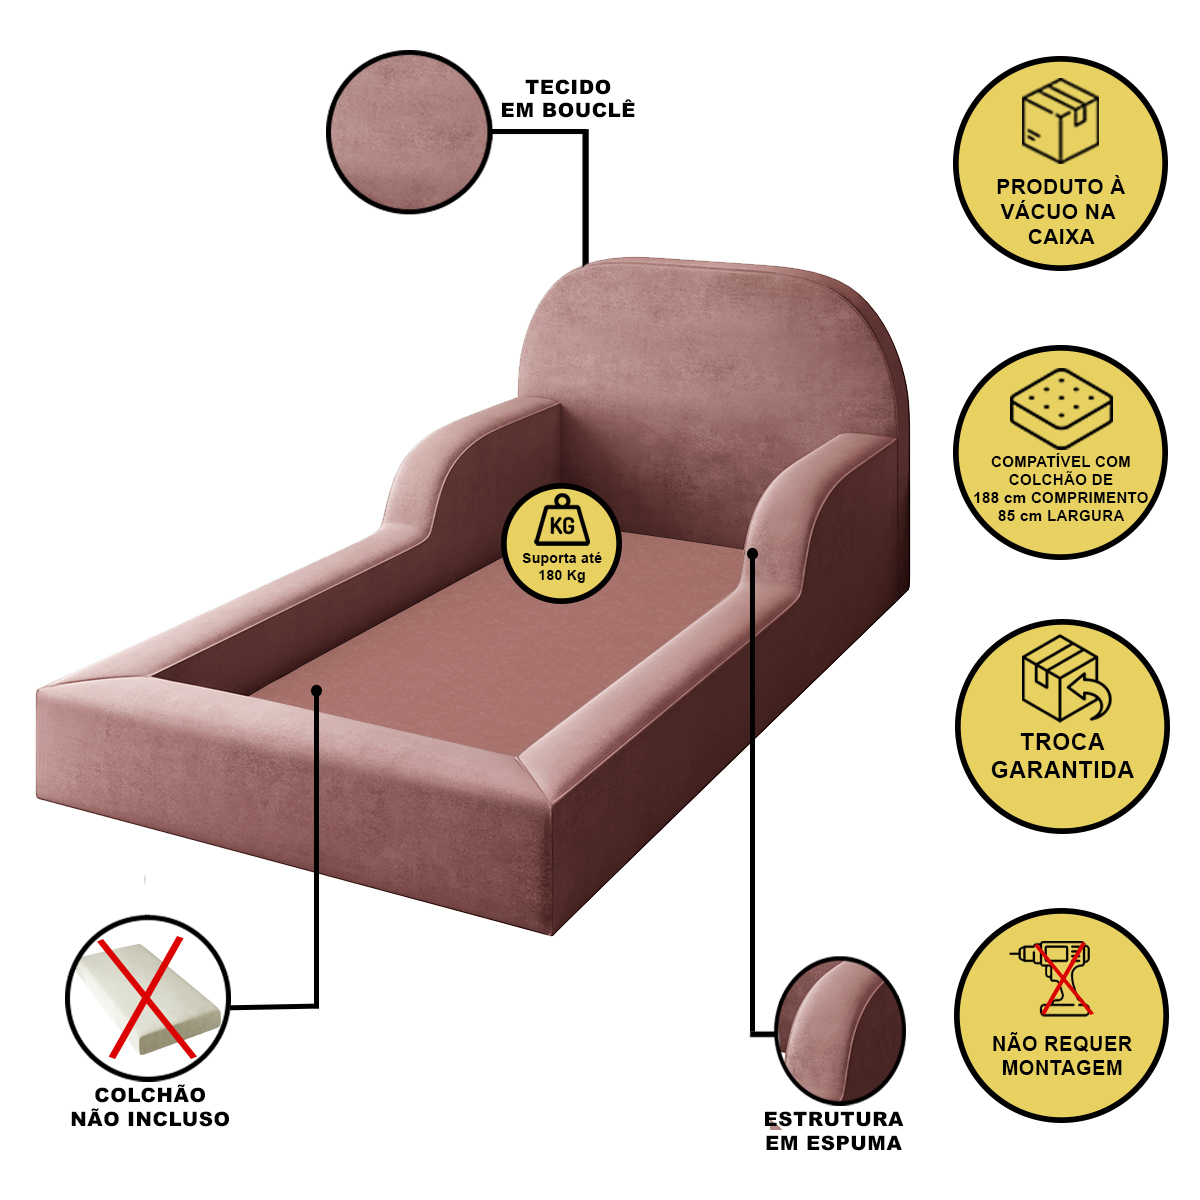 TECIDO
EM BOUCLÊ
PRODUTO À
VÁCUO NA
CAIXA
COMPATÍVEL COM
COLCHÃO DE
188 cm COMPRIMENTO
85 cm LARGURA
KG
Suporta até
180 Kg
TROCA
GARANTIDA
NÃO REQUER
MONTAGEM
COLCHÃO
NÃO INCLUSO
ESTRUTURA
EM ESPUMA